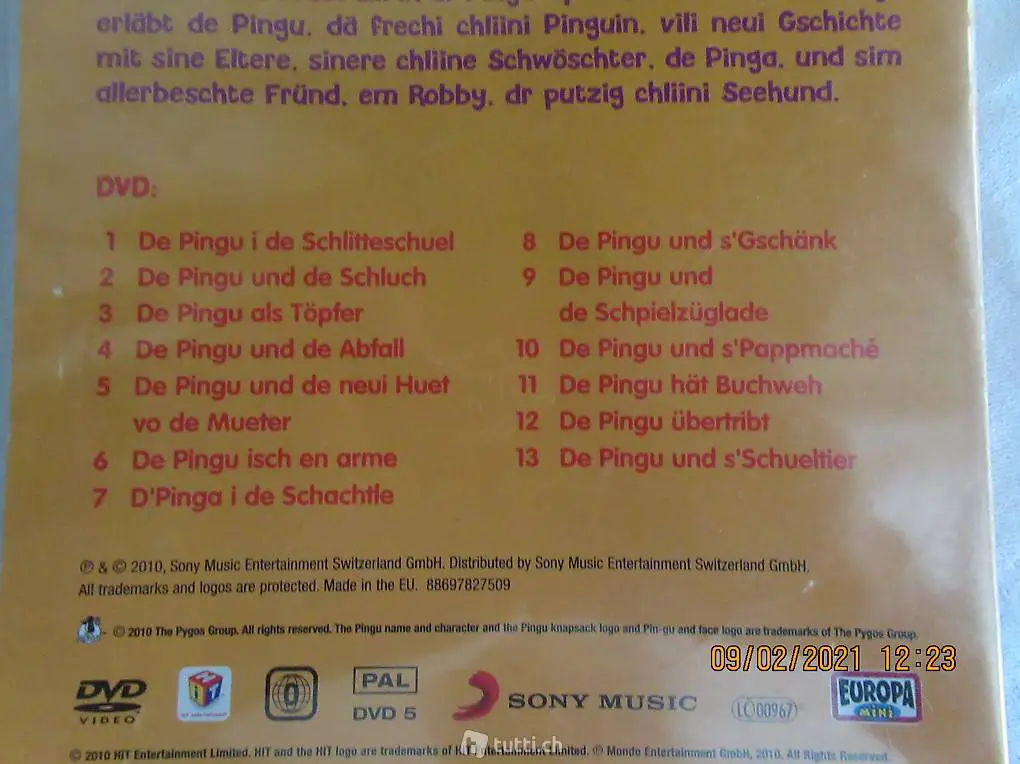 erläbt de Pingu, dä frechi chliini Pinguin, vili neui Gschichte
mit sine Eltere, sinere chliine Schwöschter, de Pinga, und sim
allerbeschte Fründ, em Robby, dr putzig chliini Seehund.
DVD:
1 De Pingu i de Schlitteschuel
2 De Pingu und de Schluch
3 De Pingu als Töpfer
4 De Pingu und de Abfall
5 De Pingu und de neui Huet
vo de Mueter
6 De Pingu isch en arme
7 D'Pinga i de Schachtle
8 De Pingu und s'Gschänk
9 De Pingu und
de Schpielzüglade
10 De Pingu und s'Pappmaché
11 De Pingu hät Buchweh
12 De Pingu übertribt
13 De Pingu und s'Schueltier
℗ & © 2010, Sony Music Entertainment Switzerland GmbH. Distributed by Sony Music Entertainment Switzerland GmbH.
All trademarks and logos are protected. Made in the EU. 88697827509
© 2010 The Pygos Group. All rights reserved. The Pingu name and character and the Pingu knapsack logo and Pin-gu and face logo are trademarks of The Pygos Group.
09/02/2021 12:23
DVD
VIDEO
HiT
0
PAL
DVD 5
SONY MUSIC
LC00967
EUROPA
mini
tutti.ch
© 2010 HIT Entertainment Limited. HIT and the HIT logo are trademarks of HIT Entertainment Limited. ℗ Mondo Entertainment GmbH, 2010. All Rights Reserved.